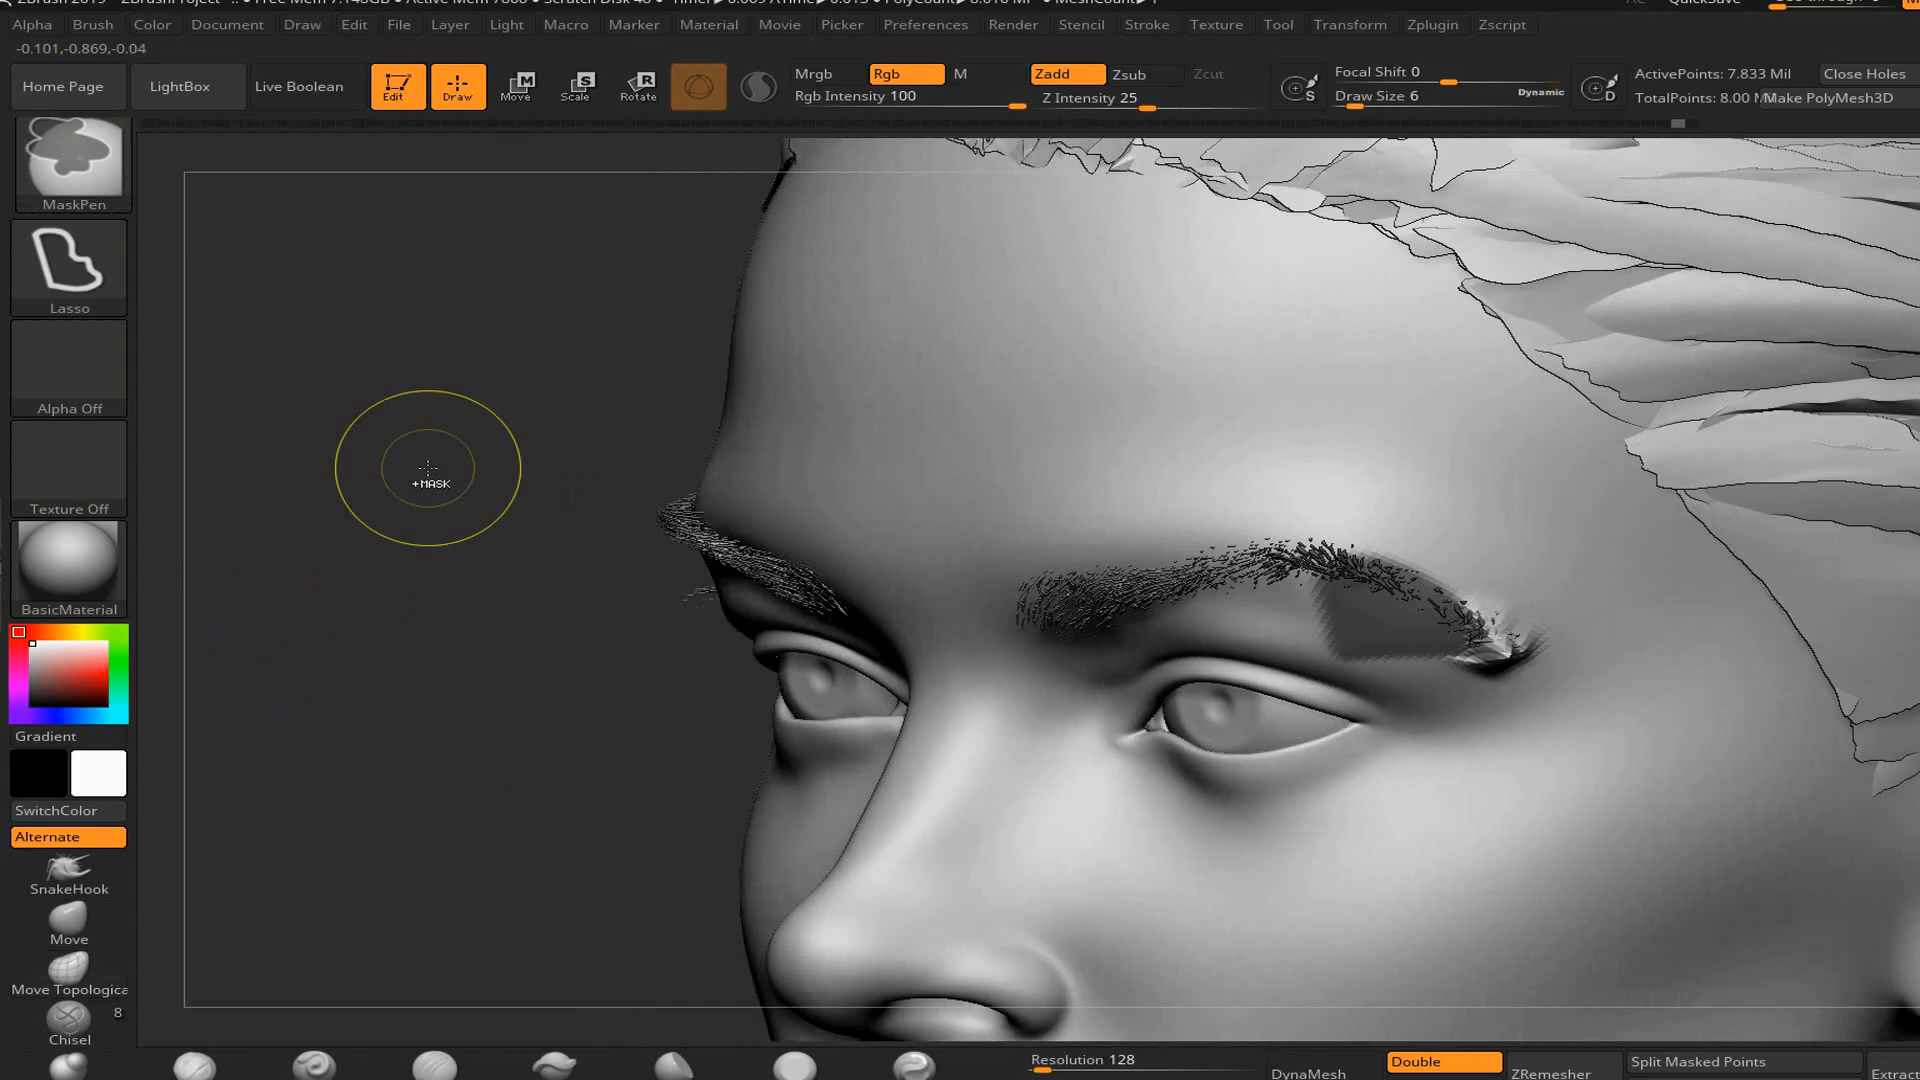 Alpha Brush Color Document Draw Edit File Layer Light Macro Marker Material Movie Picker Preferences Render Stencil Stroke Texture Tool Transform Zplugin Zscript
-0.101,-0.869,-0.04
Home Page LightBox Live Boolean Edit Draw Move Scale Rotate
M S R
Mrgb Rgb M Zadd Zsub Zcut
Rgb Intensity 100 Z Intensity 25
S Focal Shift 0
Draw Size 6 Dynamic
D ActivePoints: 7.833 Mil Close Holes
TotalPoints: 8.00 Make PolyMesh3D
MaskPen
Lasso
Alpha Off
Texture Off
BasicMaterial
Gradient
SwitchColor
Alternate
SnakeHook
Move
Move Topologica
8
Chisel
+MASK
Resolution 128
DynaMesh
Double
ZRemesher
Split Masked Points
Extract